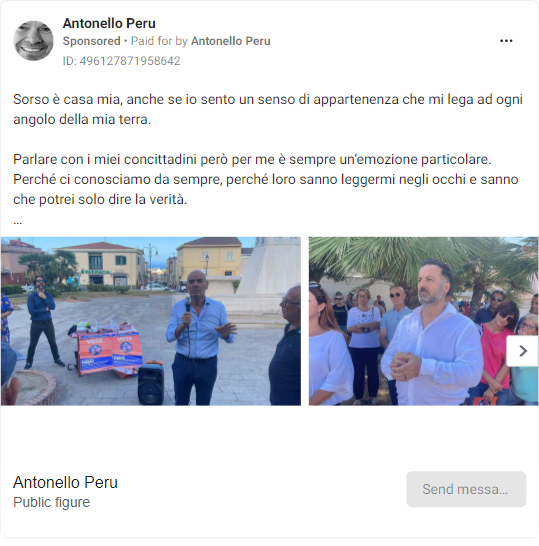 Antonello Peru
Sponsored • Paid for by Antonello Peru
ID: 496127871958642
Sorso è casa mia, anche se io sento un senso di appartenenza che mi lega ad ogni
angolo della mia terra.
Parlare con i miei concittadini però per me è sempre un'emozione particolare.
Perché ci conosciamo da sempre, perché loro sanno leggermi negli occhi e sanno
che potrei solo dire la verità.
...
Antonello Peru
Public figure
Send messa...